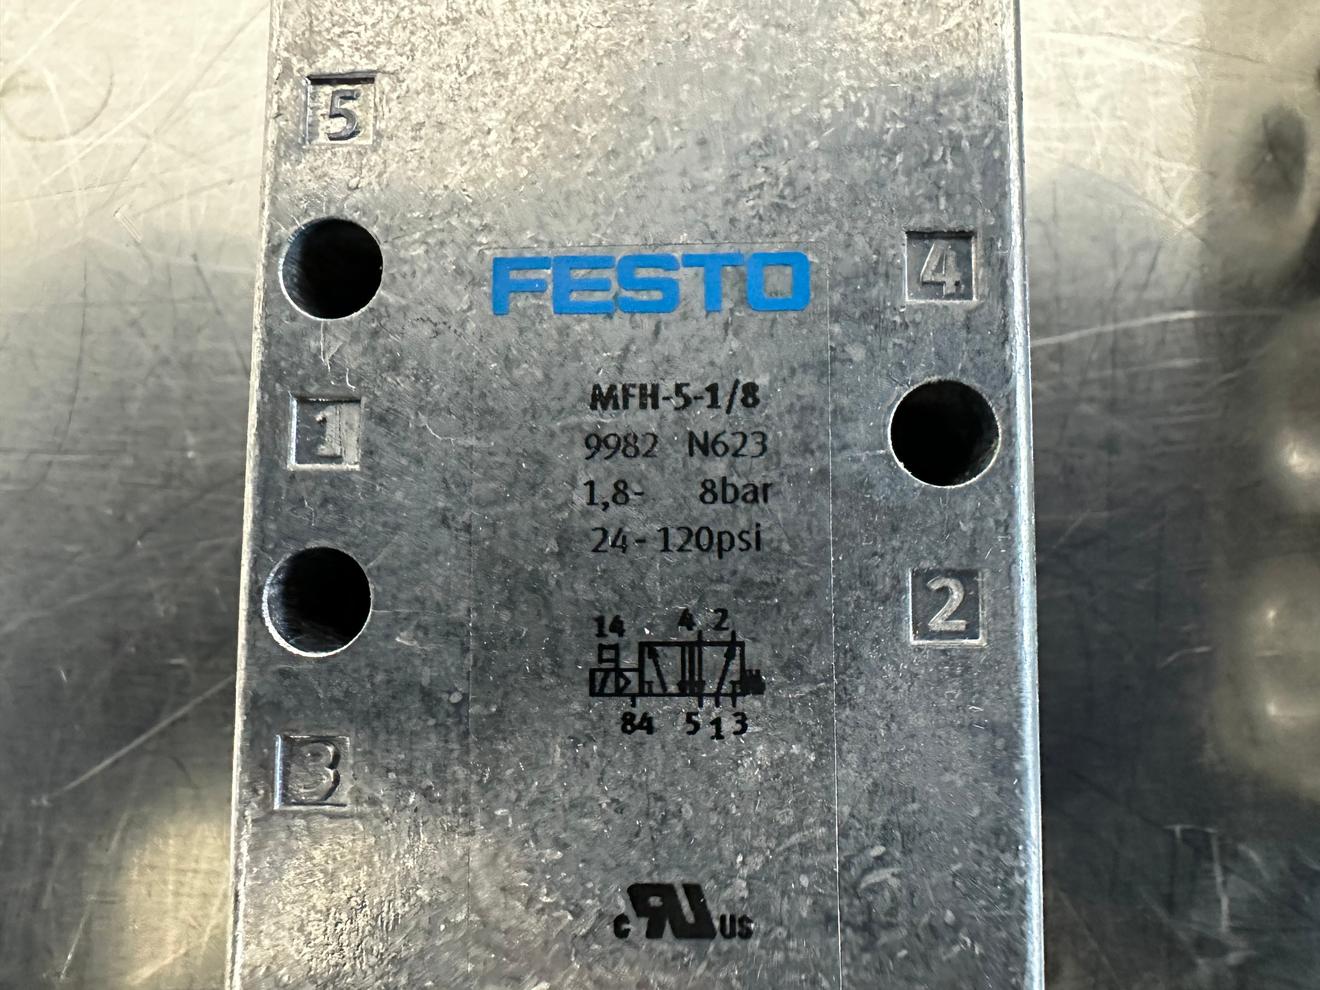 5
FESTO
4
MFH-5-1/8
1
9982 N623
1,8- 8bar
24-120psi
2
14 4 2
84 5 1 3
3
c RU US